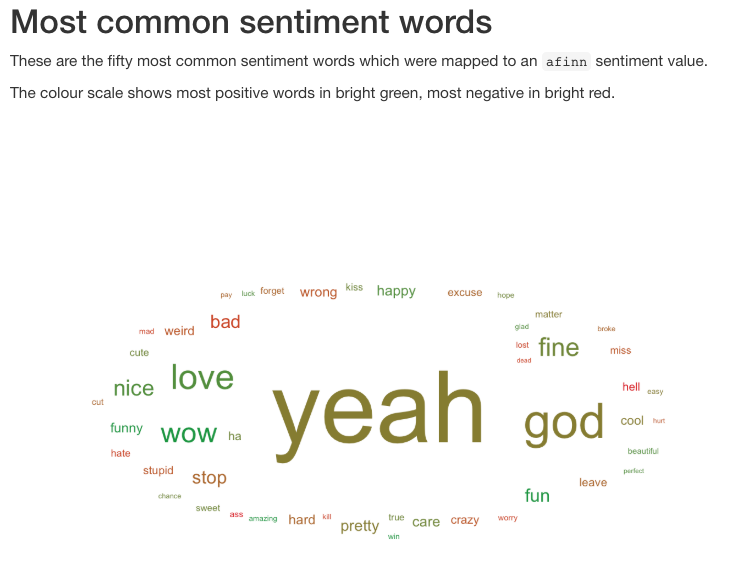 Most common sentiment words
These are the fifty most common sentiment words which were mapped to an afinn sentiment value.
The colour scale shows most positive words in bright green, most negative in bright red.
pay luck forget wrong kiss happy excuse hope
mad weird bad matter
glad broke
cute lost fine miss
dead
nice love yeah hell easy
cut god cool hurt
funny wow ha
hate beautiful
stupid stop perfect
chance leave
sweet fun
ass amazing hard kill pretty true care crazy worry
win